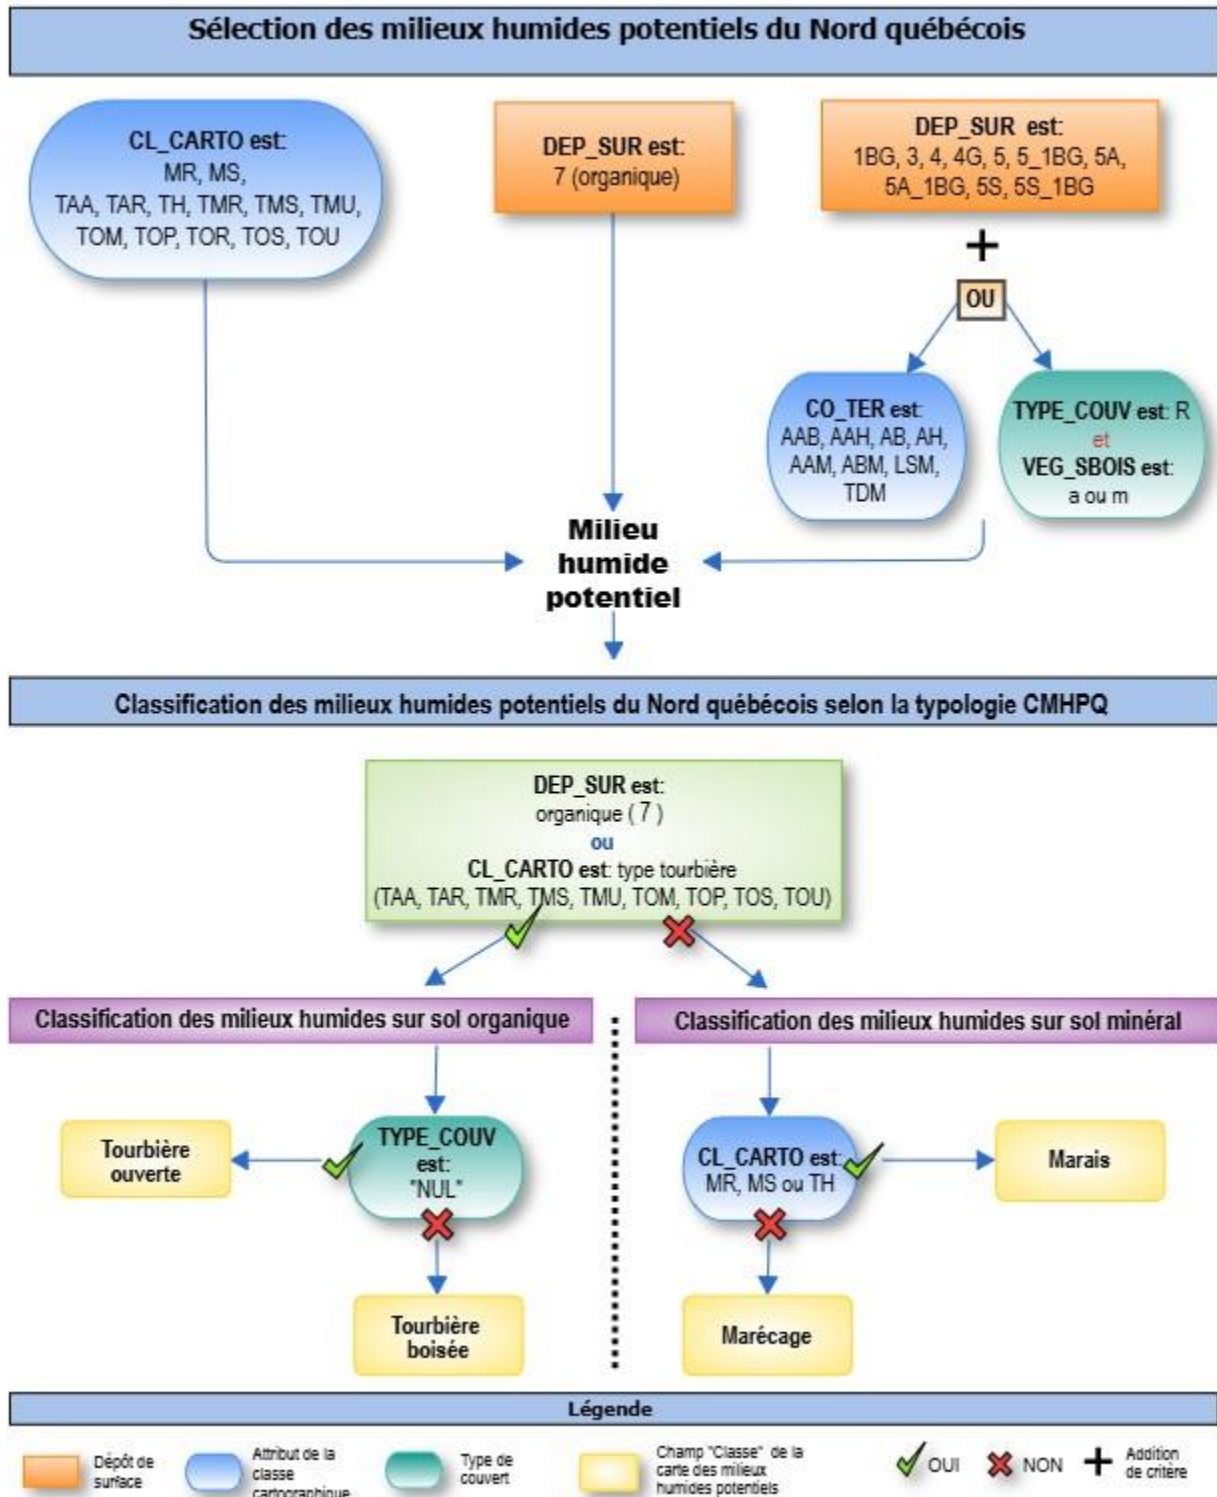 Sélection des milieux humides potentiels du Nord québécois
CL_CARTO est:
MR, MS,
TAA, TAR, TH, TMR, TMS, TMU,
TOM, TOP, TOR, TOS, TOU
DEP_SUR est:
7 (organique)
DEP_SUR est:
1BG, 3, 4, 4G, 5, 5_1BG, 5A,
5A_1BG, 5S, 5S_1BG
+
OU
CO_TER est:
AAB, AAH, AB, AH,
AAM, ABM, LSM,
TDM
TYPE_COUV est: R
et
VEG_SBOIS est:
a ou m
Milieu
humide
potentiel
Classification des milieux humides potentiels du Nord québécois selon la typologie CMHPQ
DEP_SUR est:
organique ( 7 )
ou
CL_CARTO est: type tourbière
(TAA, TAR, TMR, TMS, TMU, TOM, TOP, TOS, TOU)
Classification des milieux humides sur sol organique
Classification des milieux humides sur sol minéral
TYPE_COUV
est:
"NUL"
Tourbière
ouverte
Tourbière
boisée
CL_CARTO est:
MR, MS ou TH
Marais
Marécage
Légende
Dépôt de
surface
Attribut de la
classe
cartographique
Type de
couvert
Champ "Classe" de la
carte des milieux
humides potentiels
OUI
NON
+
Addition
de critère